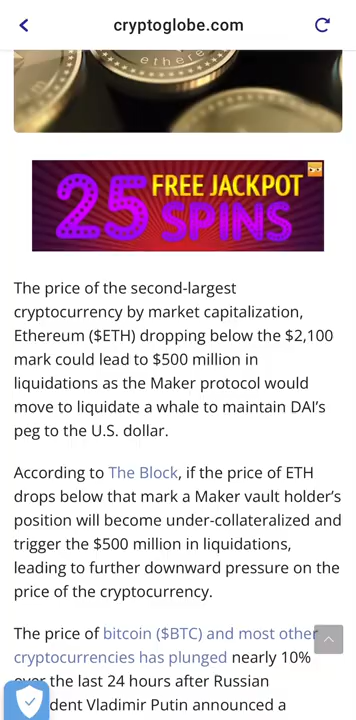 cryptoglobe.com
ethere
25 FREE JACKPOT
SPINS
The price of the second-largest
cryptocurrency by market capitalization,
Ethereum ($ETH) dropping below the $2,100
mark could lead to $500 million in
liquidations as the Maker protocol would
move to liquidate a whale to maintain DAI’s
peg to the U.S. dollar.
According to The Block, if the price of ETH
drops below that mark a Maker vault holder’s
position will become under-collateralized and
trigger the $500 million in liquidations,
leading to further downward pressure on the
price of the cryptocurrency.
The price of bitcoin ($BTC) and most other
cryptocurrencies has plunged nearly 10%
over the last 24 hours after Russian
dent Vladimir Putin announced a